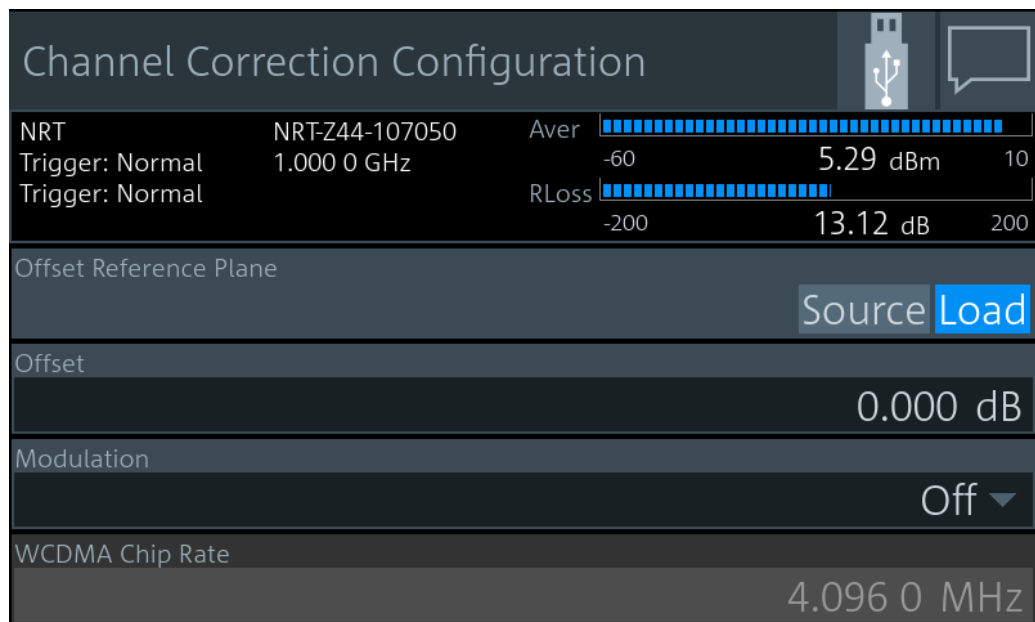 Channel Correction Configuration
NRT NRT-Z44-107050 Aver
Trigger: Normal 1.000 0 GHz -60 5.29 dBm 10
Trigger: Normal RLoss
-200 13.12 dB 200
Offset Reference Plane
Source Load
Offset
0.000 dB
Modulation
Off
WCDMA Chip Rate
4.096 0 MHz